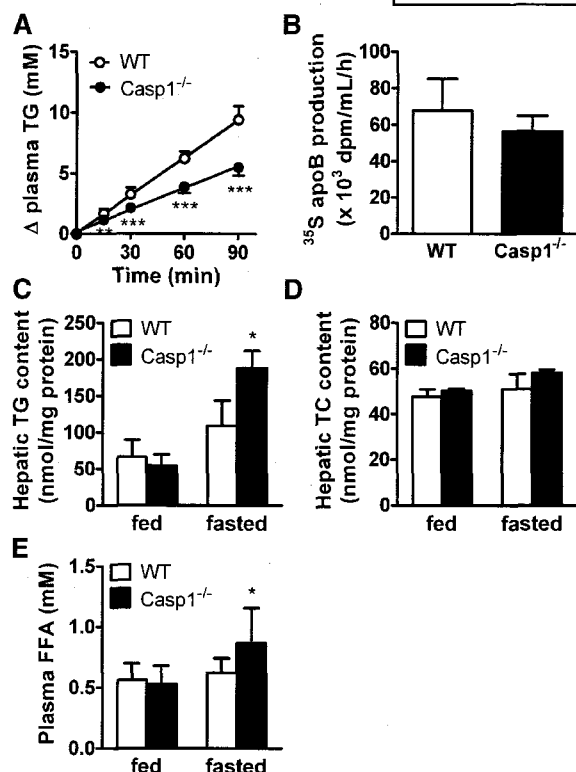 A
Δ plasma TG (mM)
15
10
5
0
WT
Casp1-/-
**
***
***
***
0 30 60 90
Time (min)
B
35S apoB production
(x 10³ dpm/mL/h)
100
80
60
40
20
0
WT Casp1-/-
C
Hepatic TG content
(nmol/mg protein)
250
200
150
100
50
0
WT
Casp1-/-
*
fed fasted
D
Hepatic TC content
(nmol/mg protein)
80
60
40
20
0
WT
Casp1-/-
fed fasted
E
Plasma FFA (mM)
1.5
1.0
0.5
0.0
WT
Casp1-/-
*
fed fasted